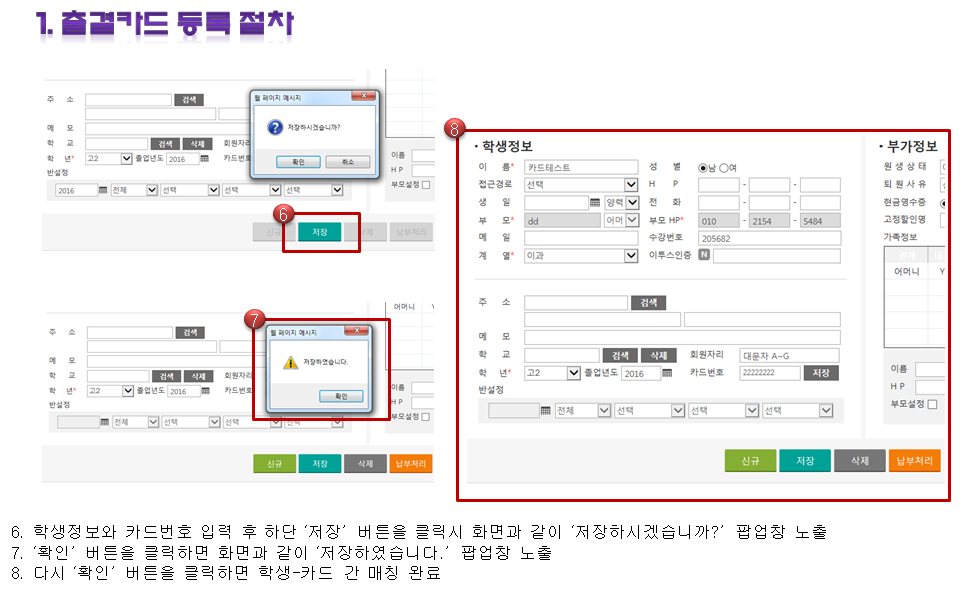 1. 출결카드 등록 절차
주 소 검색
메 모
학 교 검색 삭제 회원자리
학 년* 고2 졸업년도 2016 카드번호
반설정
2016 전체 선택 선택 선택
웹 페이지 메시지
저장하시겠습니까?
확인 취소
이름
H P
부모설정
6
신규 저장 삭제 납부처리
어머니 Y
7
주 소 검색
메 모
학 교 검색 삭제 회원자리
학 년* 고2 졸업년도 2016 카드번호
반설정
전체 선택 선택 선택
웹 페이지 메시지
저장하였습니다.
확인
이름
H P
부모설정
신규 저장 삭제 납부처리
8
· 학생정보
이 름* 카드테스트 성 별 남 여
접근경로 선택 H P - -
생 일 양력 전 화 - -
부 모* dd 어머 부모 HP* 010 - 2154 - 5484
메 일 수강번호 205682
계 열* 이과 이투스인증 N
주 소 검색
메 모
학 교 검색 삭제 회원자리 대문자 A~G
학 년* 고2 졸업년도 2016 카드번호 22222222 저장
반설정
전체 선택 선택 선택
신규 저장 삭제 납부처리
· 부가정보
원 생 상 태
퇴 원 사 유
현금영수증
고정할인명
가족정보
관계
어머니 Y
이름
H P
부모설정
6. 학생정보와 카드번호 입력 후 하단 ‘저장’ 버튼을 클릭시 화면과 같이 ‘저장하시겠습니까?’ 팝업창 노출
7. ‘확인’ 버튼을 클릭하면 화면과 같이 ‘저장하였습니다.’ 팝업창 노출
8. 다시 ‘확인’ 버튼을 클릭하면 학생-카드 간 매칭 완료